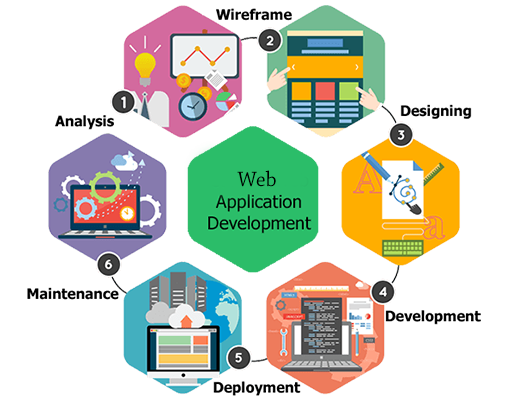 Wireframe
2
1
Analysis
Designing
3
Web
Application
Development
A
a
6
Maintenance
4
Development
5
Deployment